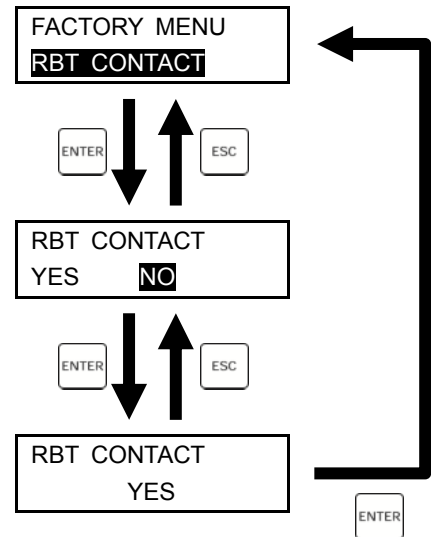 FACTORY MENU
RBT CONTACT
ENTER
ESC
RBT CONTACT
YES NO
ENTER
ESC
RBT CONTACT
YES
ENTER